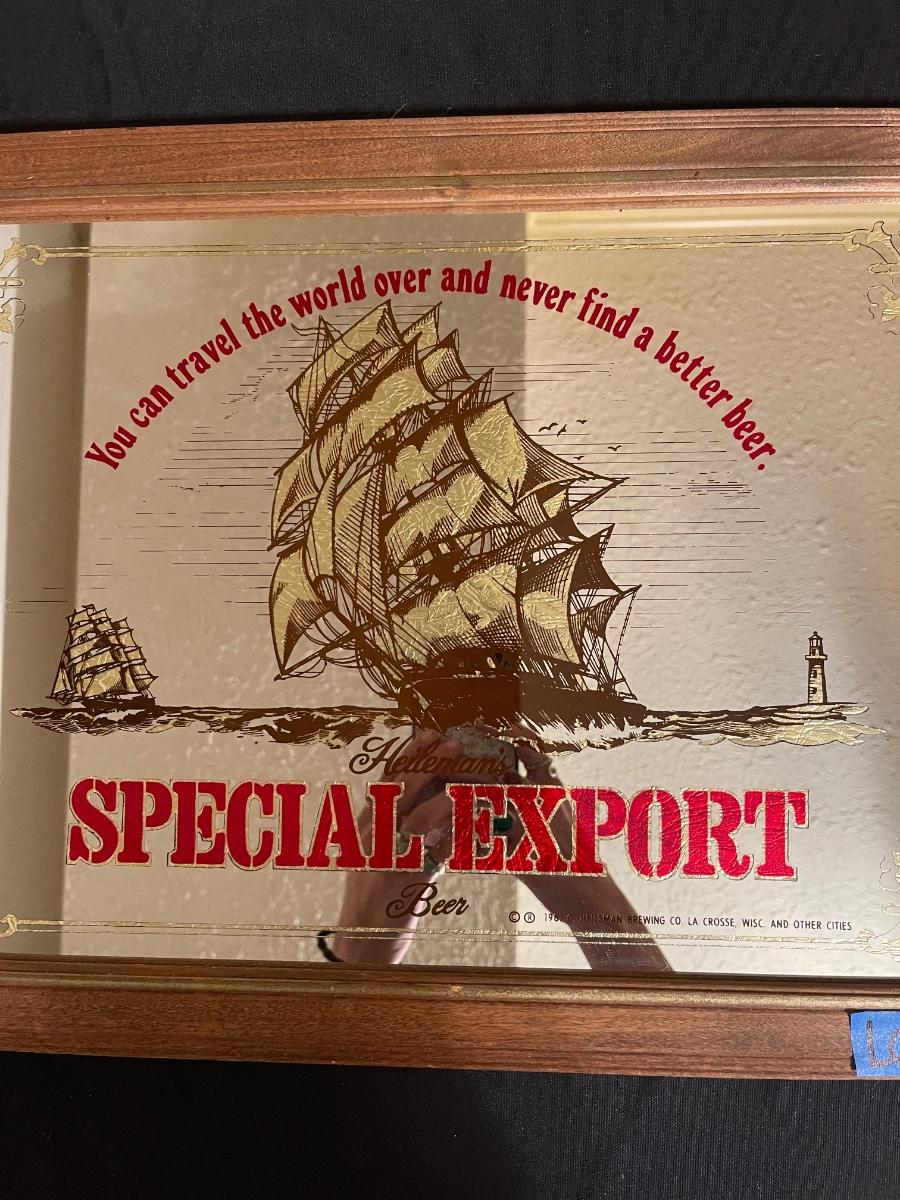 You can travel the world over and never find a better beer.
Heileman's
SPECIAL EXPORT
Beer
©® 1981 G. HEILEMAN BREWING CO. LA CROSSE, WISC. AND OTHER CITIES